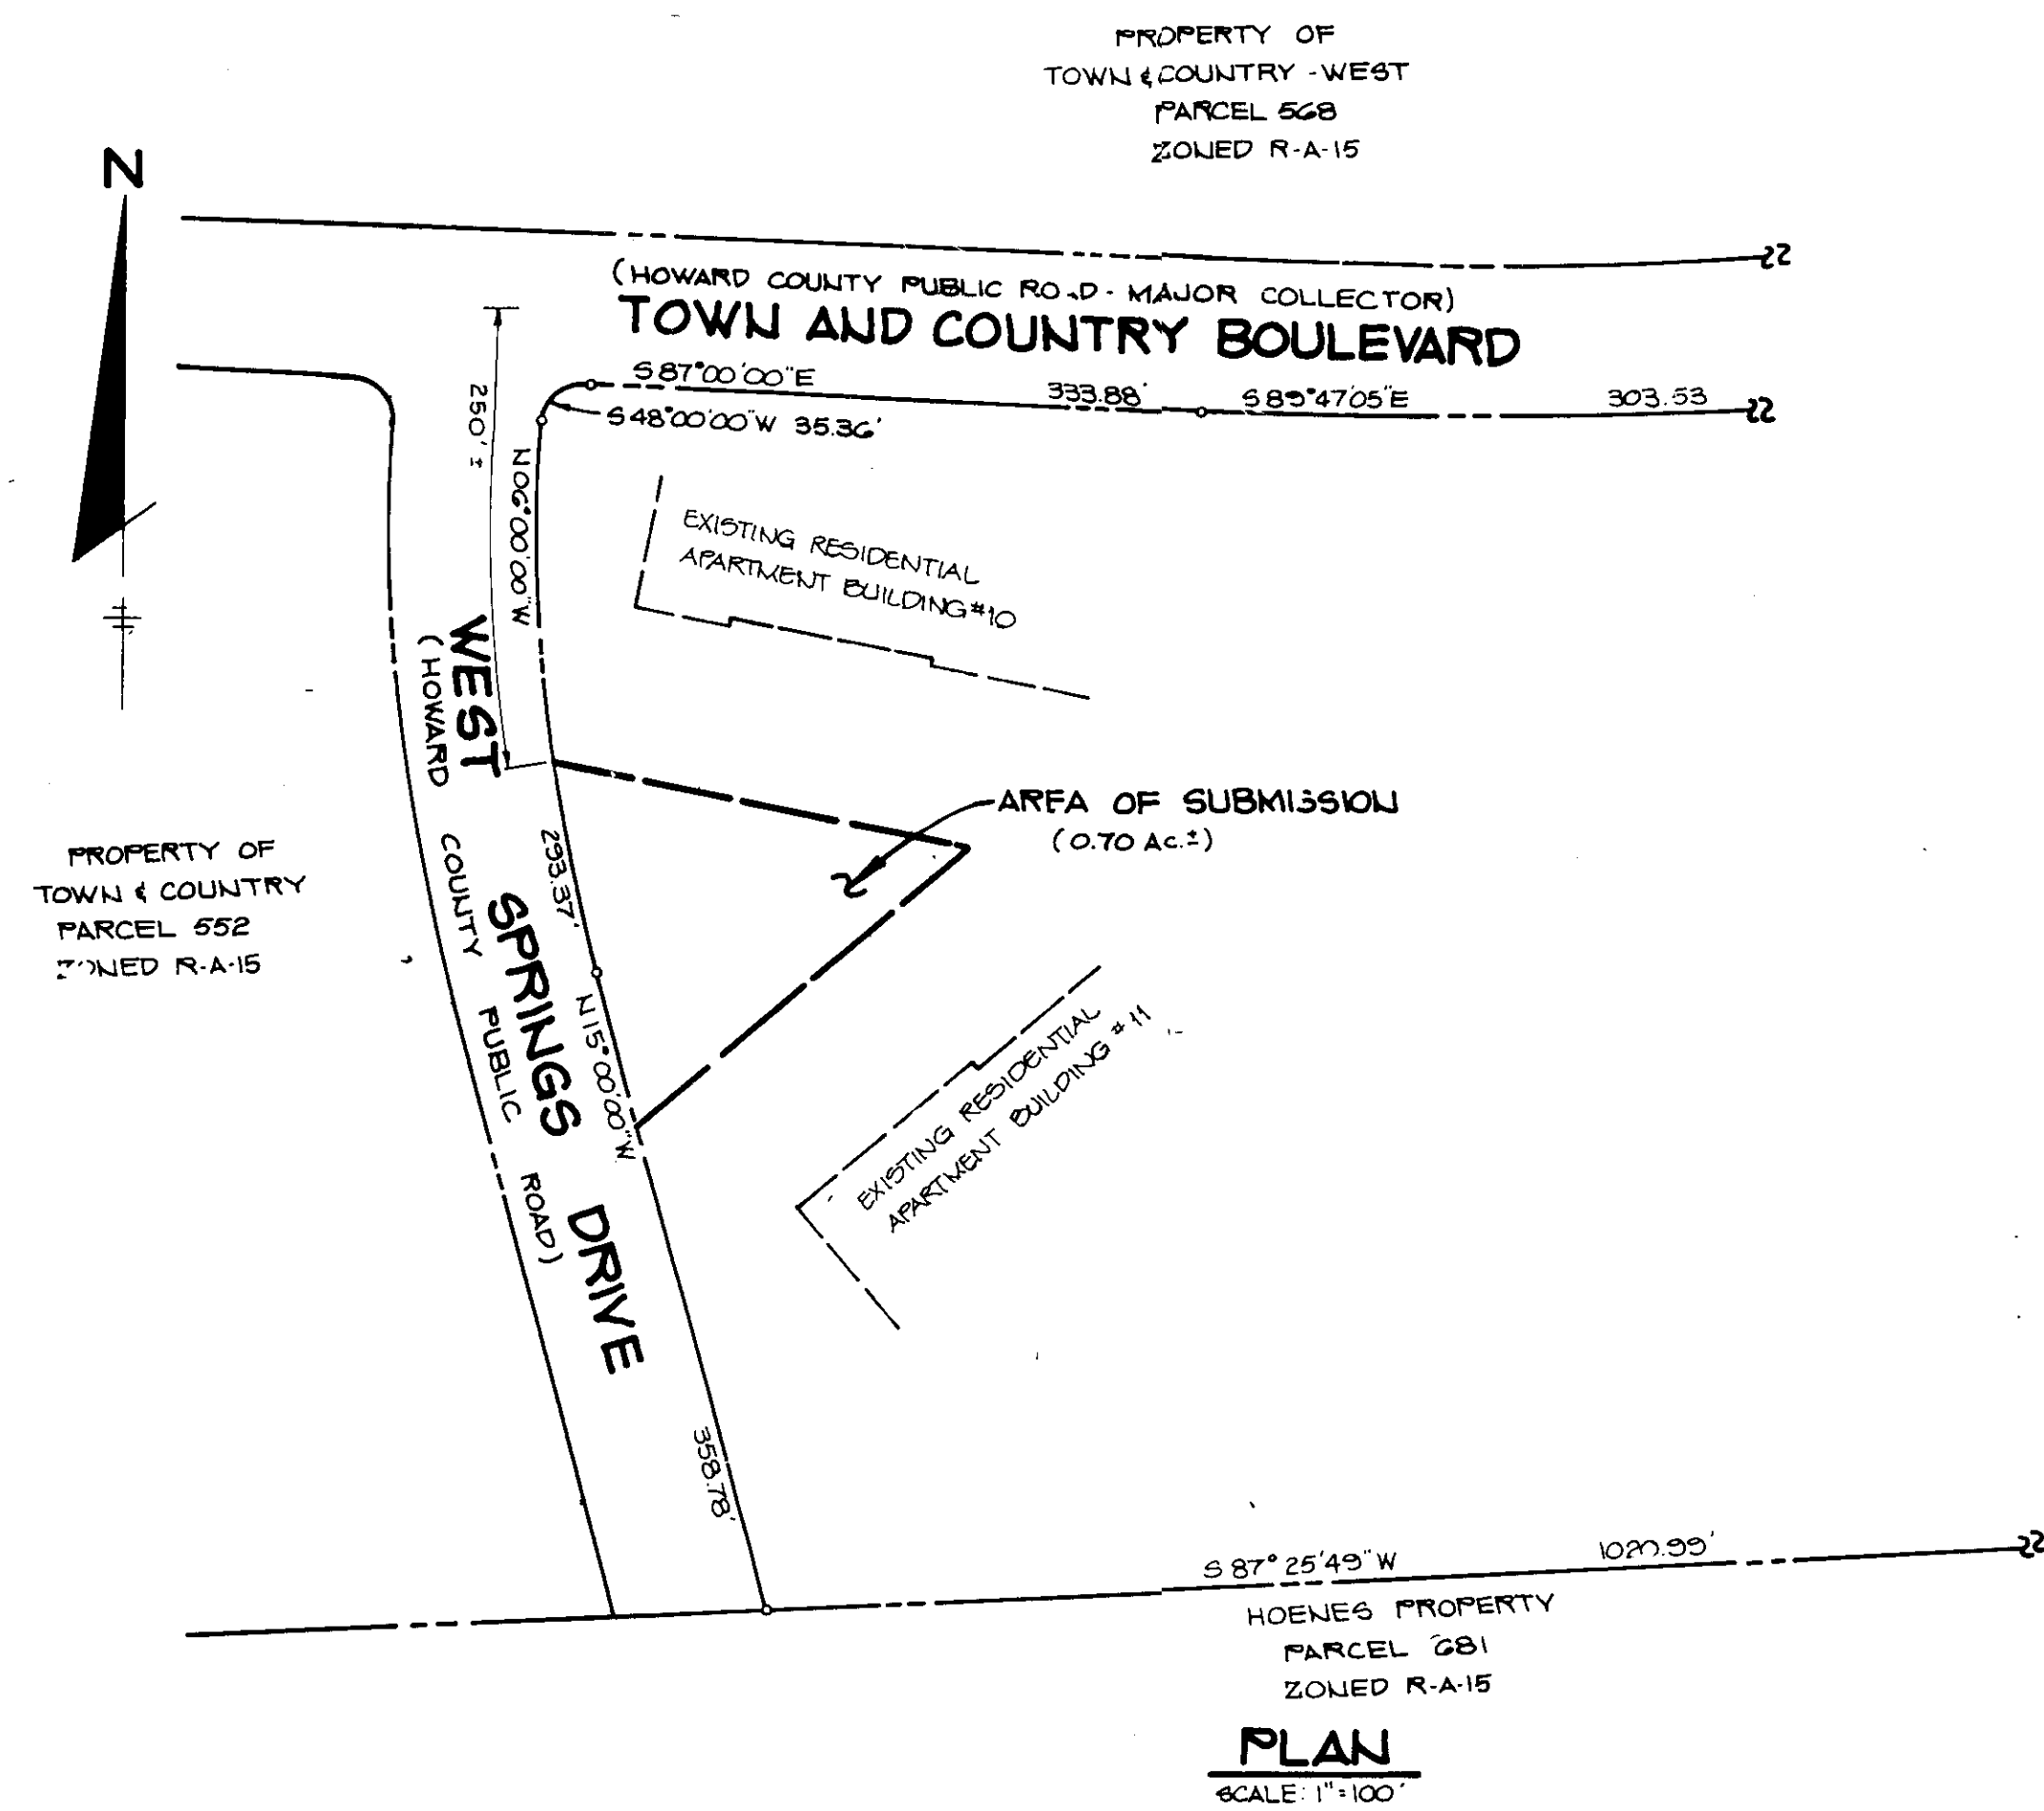 PROPERTY OF
TOWN & COUNTRY - WEST
PARCEL 568
ZONED R-A-15
N
(HOWARD COUNTY PUBLIC ROAD - MAJOR COLLECTOR)
TOWN AND COUNTRY BOULEVARD
S 87°00'00"E 333.88'
S 89°47'05"E 303.53
S 48°00'00"W 35.36'
250'±
N06°00'00"W
293.37'
EXISTING RESIDENTIAL
APARTMENT BUILDING #10
WEST SPRINGS DRIVE
(HOWARD COUNTY PUBLIC ROAD)
AREA OF SUBMISSION
(0.70 AC.±)
PROPERTY OF
TOWN & COUNTRY
PARCEL 552
ZONED R-A-15
N15°00'00"W
358.78'
EXISTING RESIDENTIAL
APARTMENT BUILDING #11
S 87° 25'49"W
HOENES PROPERTY
PARCEL 681
ZONED R-A-15
PLAN
SCALE: 1"=100'